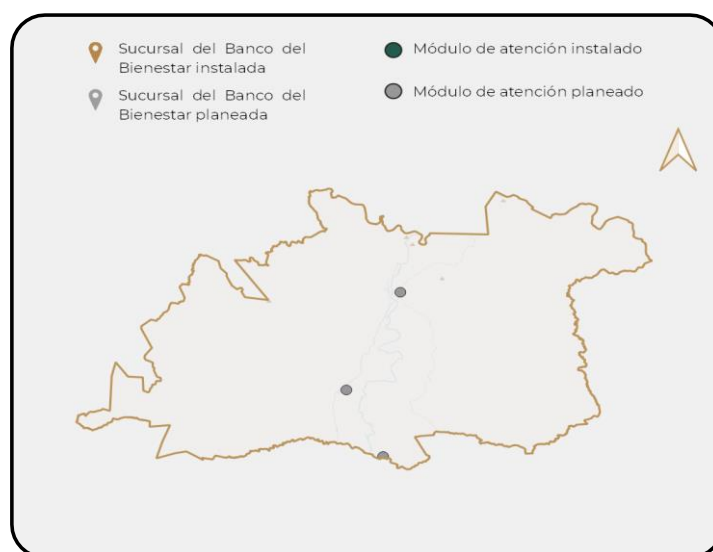 Sucursal del Banco del
Bienestar instalada
Sucursal del Banco del
Bienestar planeada
Módulo de atención instalado
Módulo de atención planeado